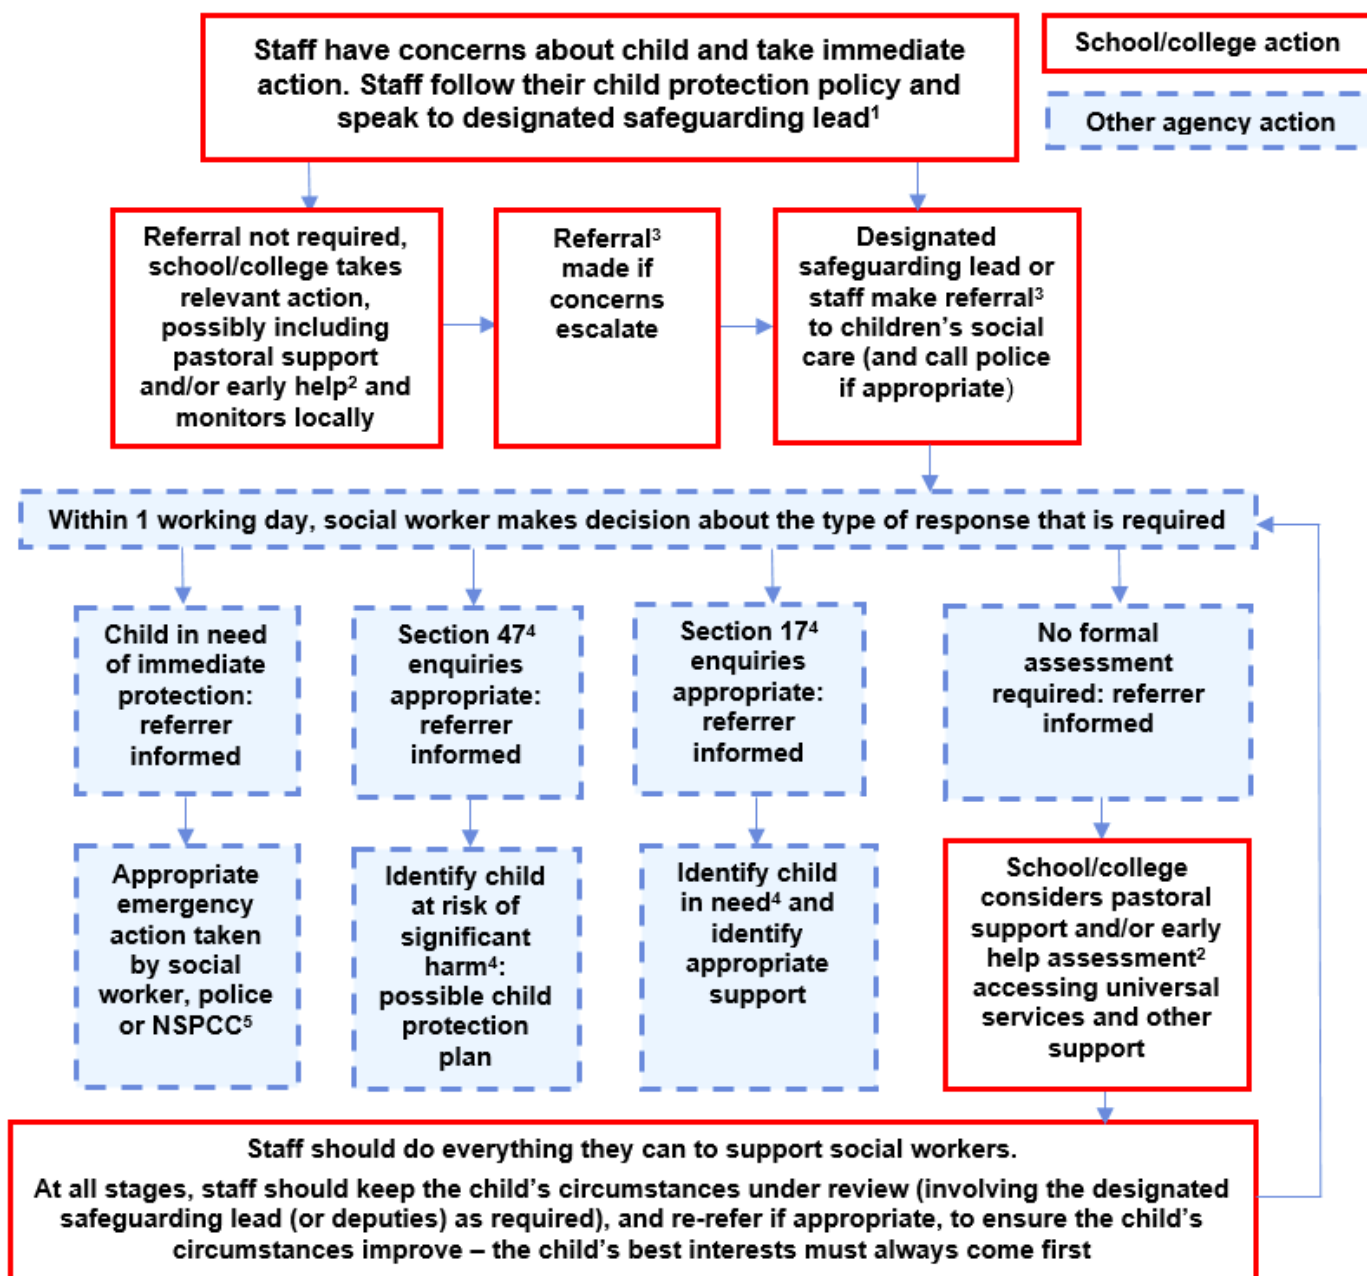 Staff have concerns about child and take immediate
action. Staff follow their child protection policy and
speak to designated safeguarding lead¹
School/college action
Other agency action
Referral not required,
school/college takes
relevant action,
possibly including
pastoral support
and/or early help² and
monitors locally
Referral³
made if
concerns
escalate
Designated
safeguarding lead or
staff make referral³
to children’s social
care (and call police
if appropriate)
Within 1 working day, social worker makes decision about the type of response that is required
Child in need
of immediate
protection:
referrer
informed
Section 47⁴
enquiries
appropriate:
referrer
informed
Section 17⁴
enquiries
appropriate:
referrer
informed
No formal
assessment
required: referrer
informed
Appropriate
emergency
action taken
by social
worker, police
or NSPCC⁵
Identify child
at risk of
significant
harm⁴:
possible child
protection
plan
Identify child
in need⁴ and
identify
appropriate
support
School/college
considers pastoral
support and/or early
help assessment²
accessing universal
services and other
support
Staff should do everything they can to support social workers.
At all stages, staff should keep the child’s circumstances under review (involving the designated
safeguarding lead (or deputies) as required), and re-refer if appropriate, to ensure the child’s
circumstances improve – the child’s best interests must always come first